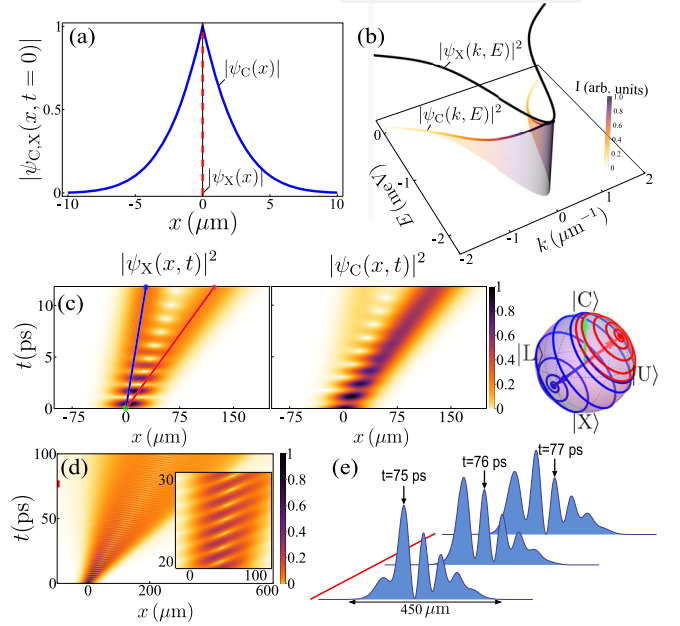 (a)
|ψC,X(x, t = 0)|
1
0.5
0
|ψC(x)|
|ψX(x)|
-10 -5 0 5 10
x (μm)
(b)
|ψX(k, E)|²
|ψC(k, E)|²
I (arb. units)
1.0
0.8
0.6
0.4
0.2
0
0
-1
-2
E (meV)
-2
-1
0
1
2
k (μm⁻¹)
|ψX(x, t)|² |ψC(x, t)|²
(c)
t(ps)
10
5
0
-75 0 75 150
x (μm)
-75 0 75 150
x (μm)
1
0.8
0.6
0.4
0.2
0
|C⟩
|L⟩
|U⟩
|X⟩
(d)
t(ps)
100
50
0
0 200 600
x (μm)
30
20
0 100
1
0.8
0.6
0.4
0.2
0
(e)
t=75 ps
t=76 ps
t=77 ps
450 μm